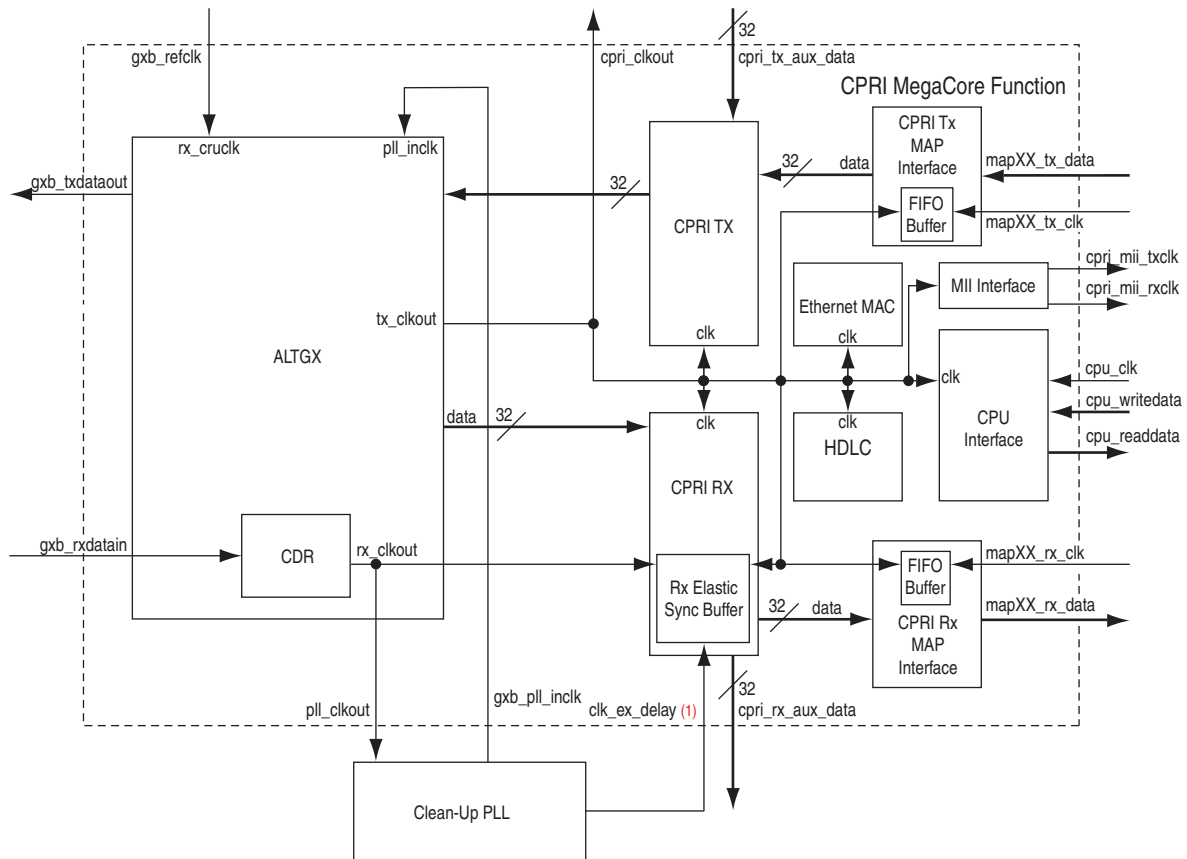 32
gxb_refclk
cpri_clkout
cpri_tx_aux_data
CPRI MegaCore Function
rx_cruclk
pll_inclk
CPRI Tx
MAP
Interface
FIFO
Buffer
32
data
mapXX_tx_data
mapXX_tx_clk
gxb_txdataout
32
CPRI TX
clk
cpri_mii_txclk
cpri_mii_rxclk
MII Interface
Ethernet MAC
clk
tx_clkout
ALTGX
clk
CPU
Interface
cpu_clk
cpu_writedata
cpu_readdata
data
32
clk
CPRI RX
clk
HDLC
gxb_rxdatain
CDR
rx_clkout
Rx Elastic
Sync Buffer
FIFO
Buffer
CPRI Rx
MAP
Interface
mapXX_rx_clk
mapXX_rx_data
32
data
32
pll_clkout
gxb_pll_inclk
clk_ex_delay (1)
cpri_rx_aux_data
Clean-Up PLL